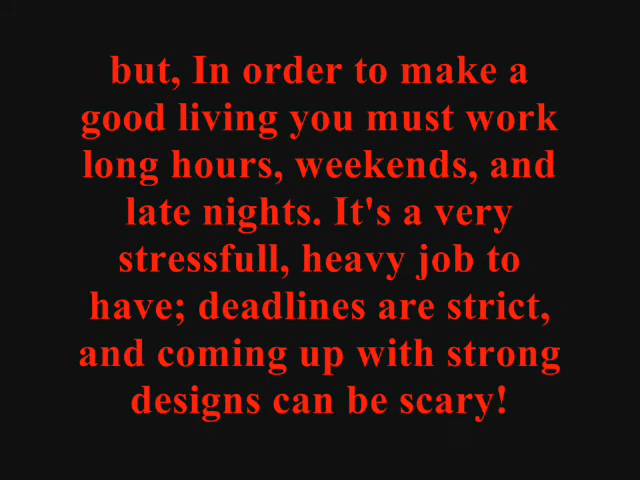 but, In order to make a
good living you must work
long hours, weekends, and
late nights. It's a very
stressfull, heavy job to
have; deadlines are strict,
and coming up with strong
designs can be scary!